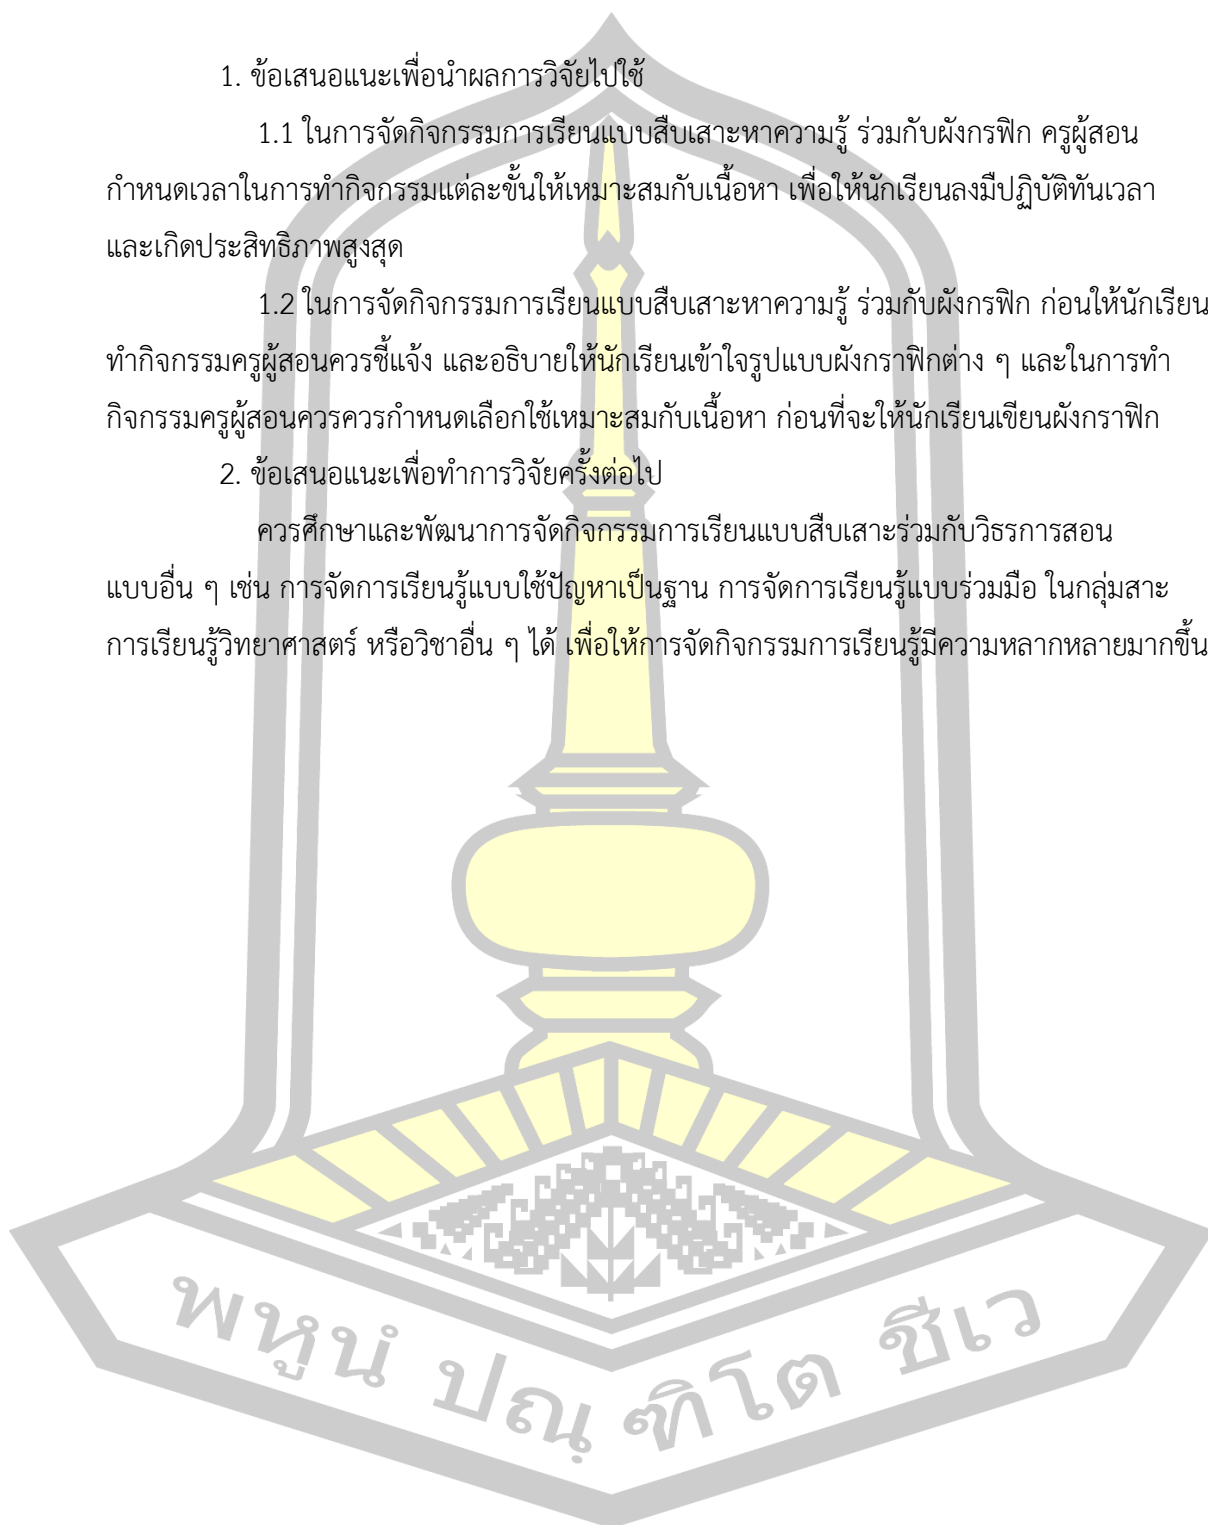 1. ข้อเสนอแนะเพื่อนำผลการวิจัยไปใช้
1.1 ในการจัดกิจกรรมการเรียนแบบสืบเสาะหาความรู้ ร่วมกับผังกรฟิก ครูผู้สอน
กำหนดเวลาในการทำกิจกรรมแต่ละขั้นให้เหมาะสมกับเนื้อหา เพื่อให้นักเรียนลงมืปฏิบัติทันเวลา
และเกิดประสิทธิภาพสูงสุด
1.2 ในการจัดกิจกรรมการเรียนแบบสืบเสาะหาความรู้ ร่วมกับผังกรฟิก ก่อนให้นักเรียน
ทำกิจกรรมครูผู้สอนควรชี้แจ้ง และอธิบายให้นักเรียนเข้าใจรูปแบบผังกราฟิกต่าง ๆ และในการทำ
กิจกรรมครูผู้สอนควรควรกำหนดเลือกใช้เหมาะสมกับเนื้อหา ก่อนที่จะให้นักเรียนเขียนผังกราฟิก
2. ข้อเสนอแนะเพื่อทำการวิจัยครั้งต่อไป
ควรศึกษาและพัฒนาการจัดกิจกรรมการเรียนแบบสืบเสาะร่วมกับวิธรการสอน
แบบอื่น ๆ เช่น การจัดการเรียนรู้แบบใช้ปัญหาเป็นฐาน การจัดการเรียนรู้แบบร่วมมือ ในกลุ่มสาะ
การเรียนรู้วิทยาศาสตร์ หรือวิชาอื่น ๆ ได้ เพื่อให้การจัดกิจกรรมการเรียนรู้มีความหลากหลายมากขึ้น
พหูนํ ปณฺฑิโต ชีเว